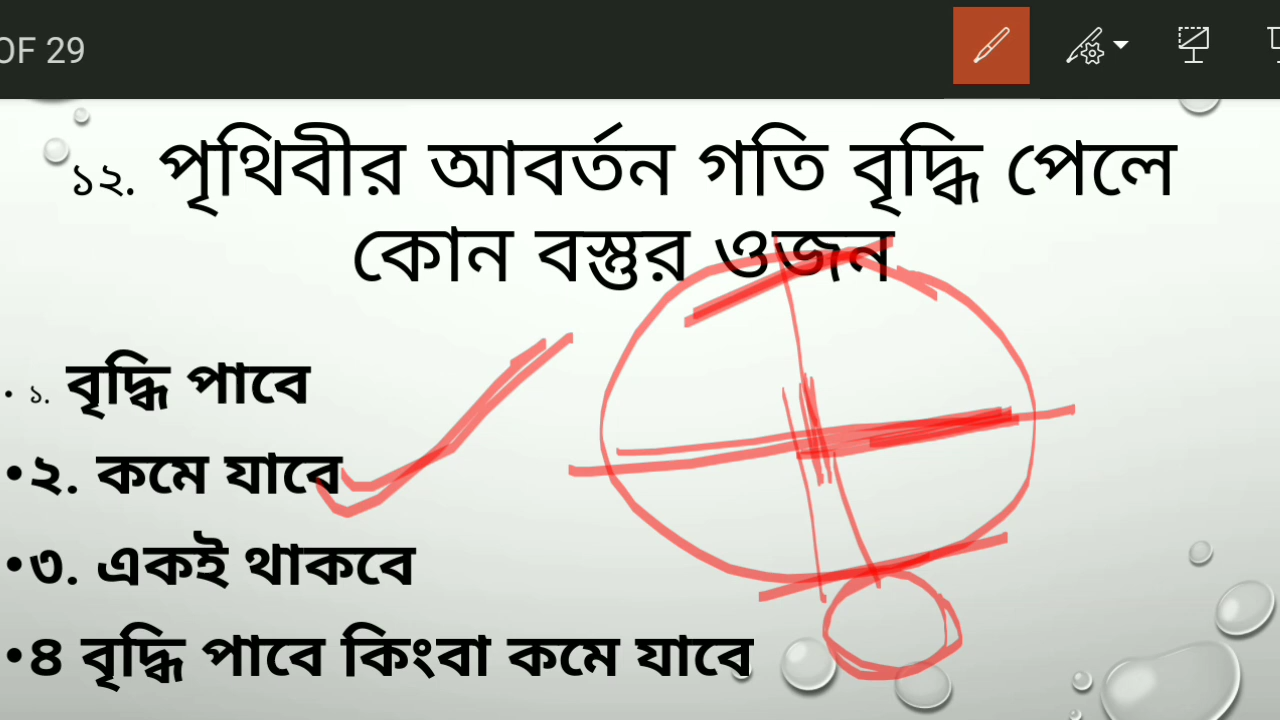 OF 29
১২. পৃথিবীর আবর্তন গতি বৃদ্ধি পেলে
কোন বস্তুর ওজন
• ১. বৃদ্ধি পাবে
•২. কমে যাবে
•৩. একই থাকবে
•৪ বৃদ্ধি পাবে কিংবা কমে যাবে